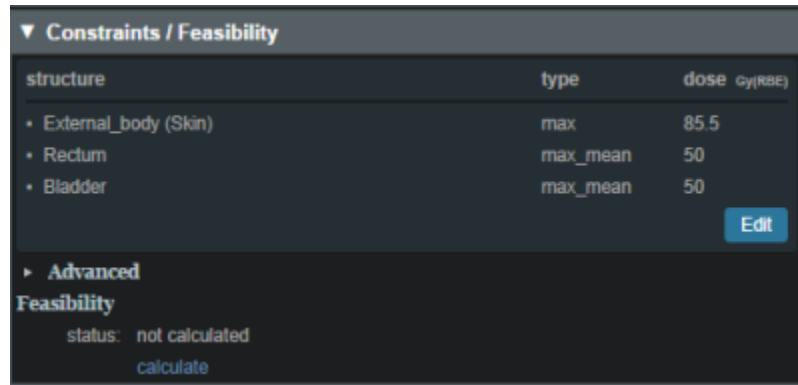 ▼ Constraints / Feasibility
structure type dose Gy(RBE)
• External_body (Skin) max 85.5
• Rectum max_mean 50
• Bladder max_mean 50
Edit
▸ Advanced
Feasibility
status: not calculated
calculate